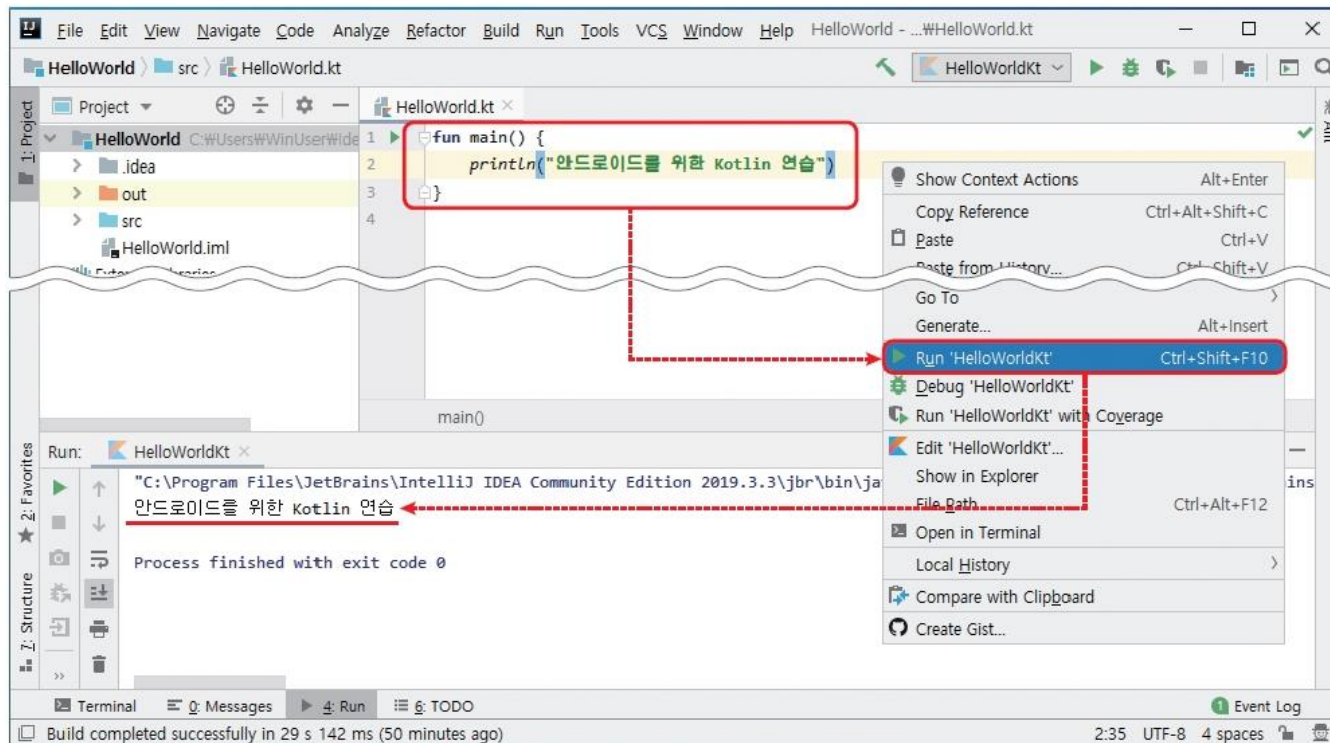 File Edit View Navigate Code Analyze Refactor Build Run Tools VCS Window Help HelloWorld - ...₩HelloWorld.kt
HelloWorld src HelloWorld.kt HelloWorldKt
1: Project
Project HelloWorld.kt
HelloWorld C:₩Users₩WinUser₩Ide
.idea
out
src
HelloWorld.iml
1 fun main() {
2 println("안드로이드를 위한 Kotlin 연습")
3 }
4
main()
Show Context Actions Alt+Enter
Copy Reference Ctrl+Alt+Shift+C
Paste Ctrl+V
Paste from History... Ctrl+Shift+V
Go To
Generate... Alt+Insert
Run 'HelloWorldKt' Ctrl+Shift+F10
Debug 'HelloWorldKt'
Run 'HelloWorldKt' with Coverage
Edit 'HelloWorldKt'...
Show in Explorer
File Path Ctrl+Alt+F12
Open in Terminal
Local History
Compare with Clipboard
Create Gist...
2: Favorites
7: Structure
Run: HelloWorldKt
"C:\Program Files\JetBrains\IntelliJ IDEA Community Edition 2019.3.3\jbr\bin\ja ins
안드로이드를 위한 Kotlin 연습
Process finished with exit code 0
Terminal 0: Messages 4: Run 6: TODO 1 Event Log
Build completed successfully in 29 s 142 ms (50 minutes ago) 2:35 UTF-8 4 spaces